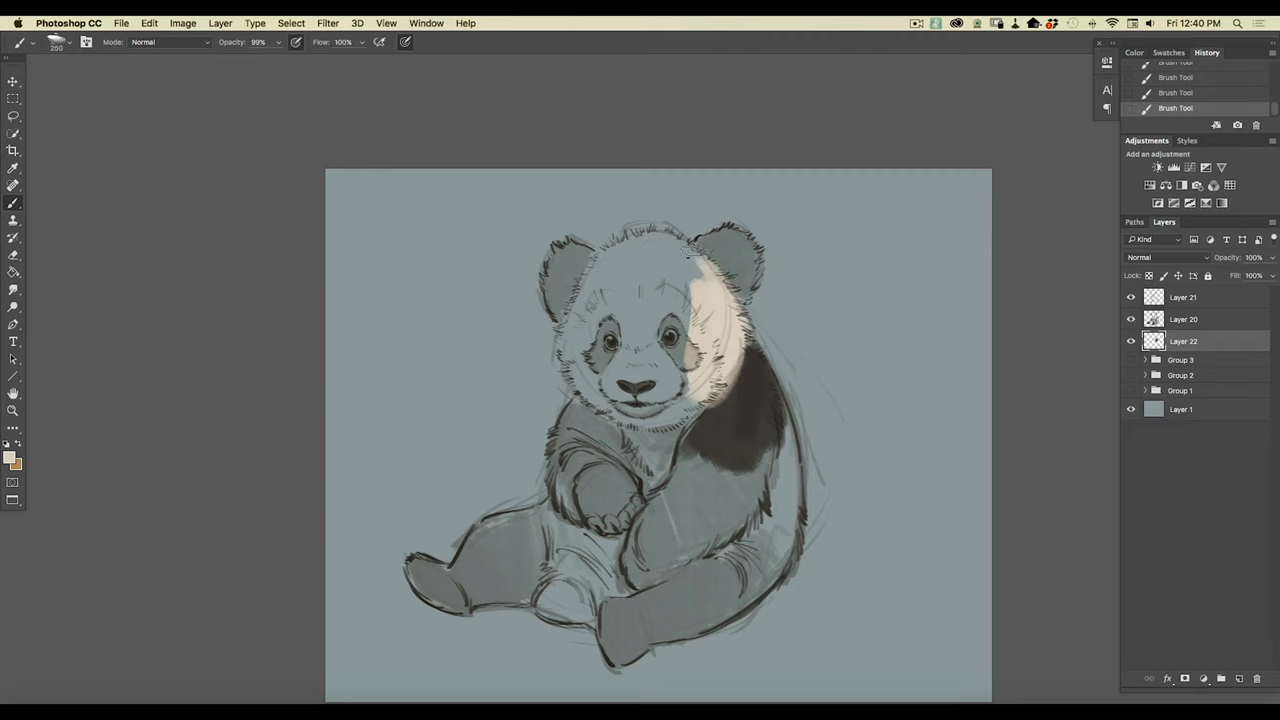 Photoshop CC File Edit Image Layer Type Select Filter 3D View Window Help Fri 12:40 PM
250 Mode: Normal Opacity: 99% Flow: 100%
Color Swatches History
Brush Tool
Brush Tool
Brush Tool
Brush Tool
Adjustments Styles
Add an adjustment
Paths Layers
Kind
Normal Opacity: 100%
Lock: Fill: 100%
Layer 21
Layer 20
Layer 22
Group 3
Group 2
Group 1
Layer 1